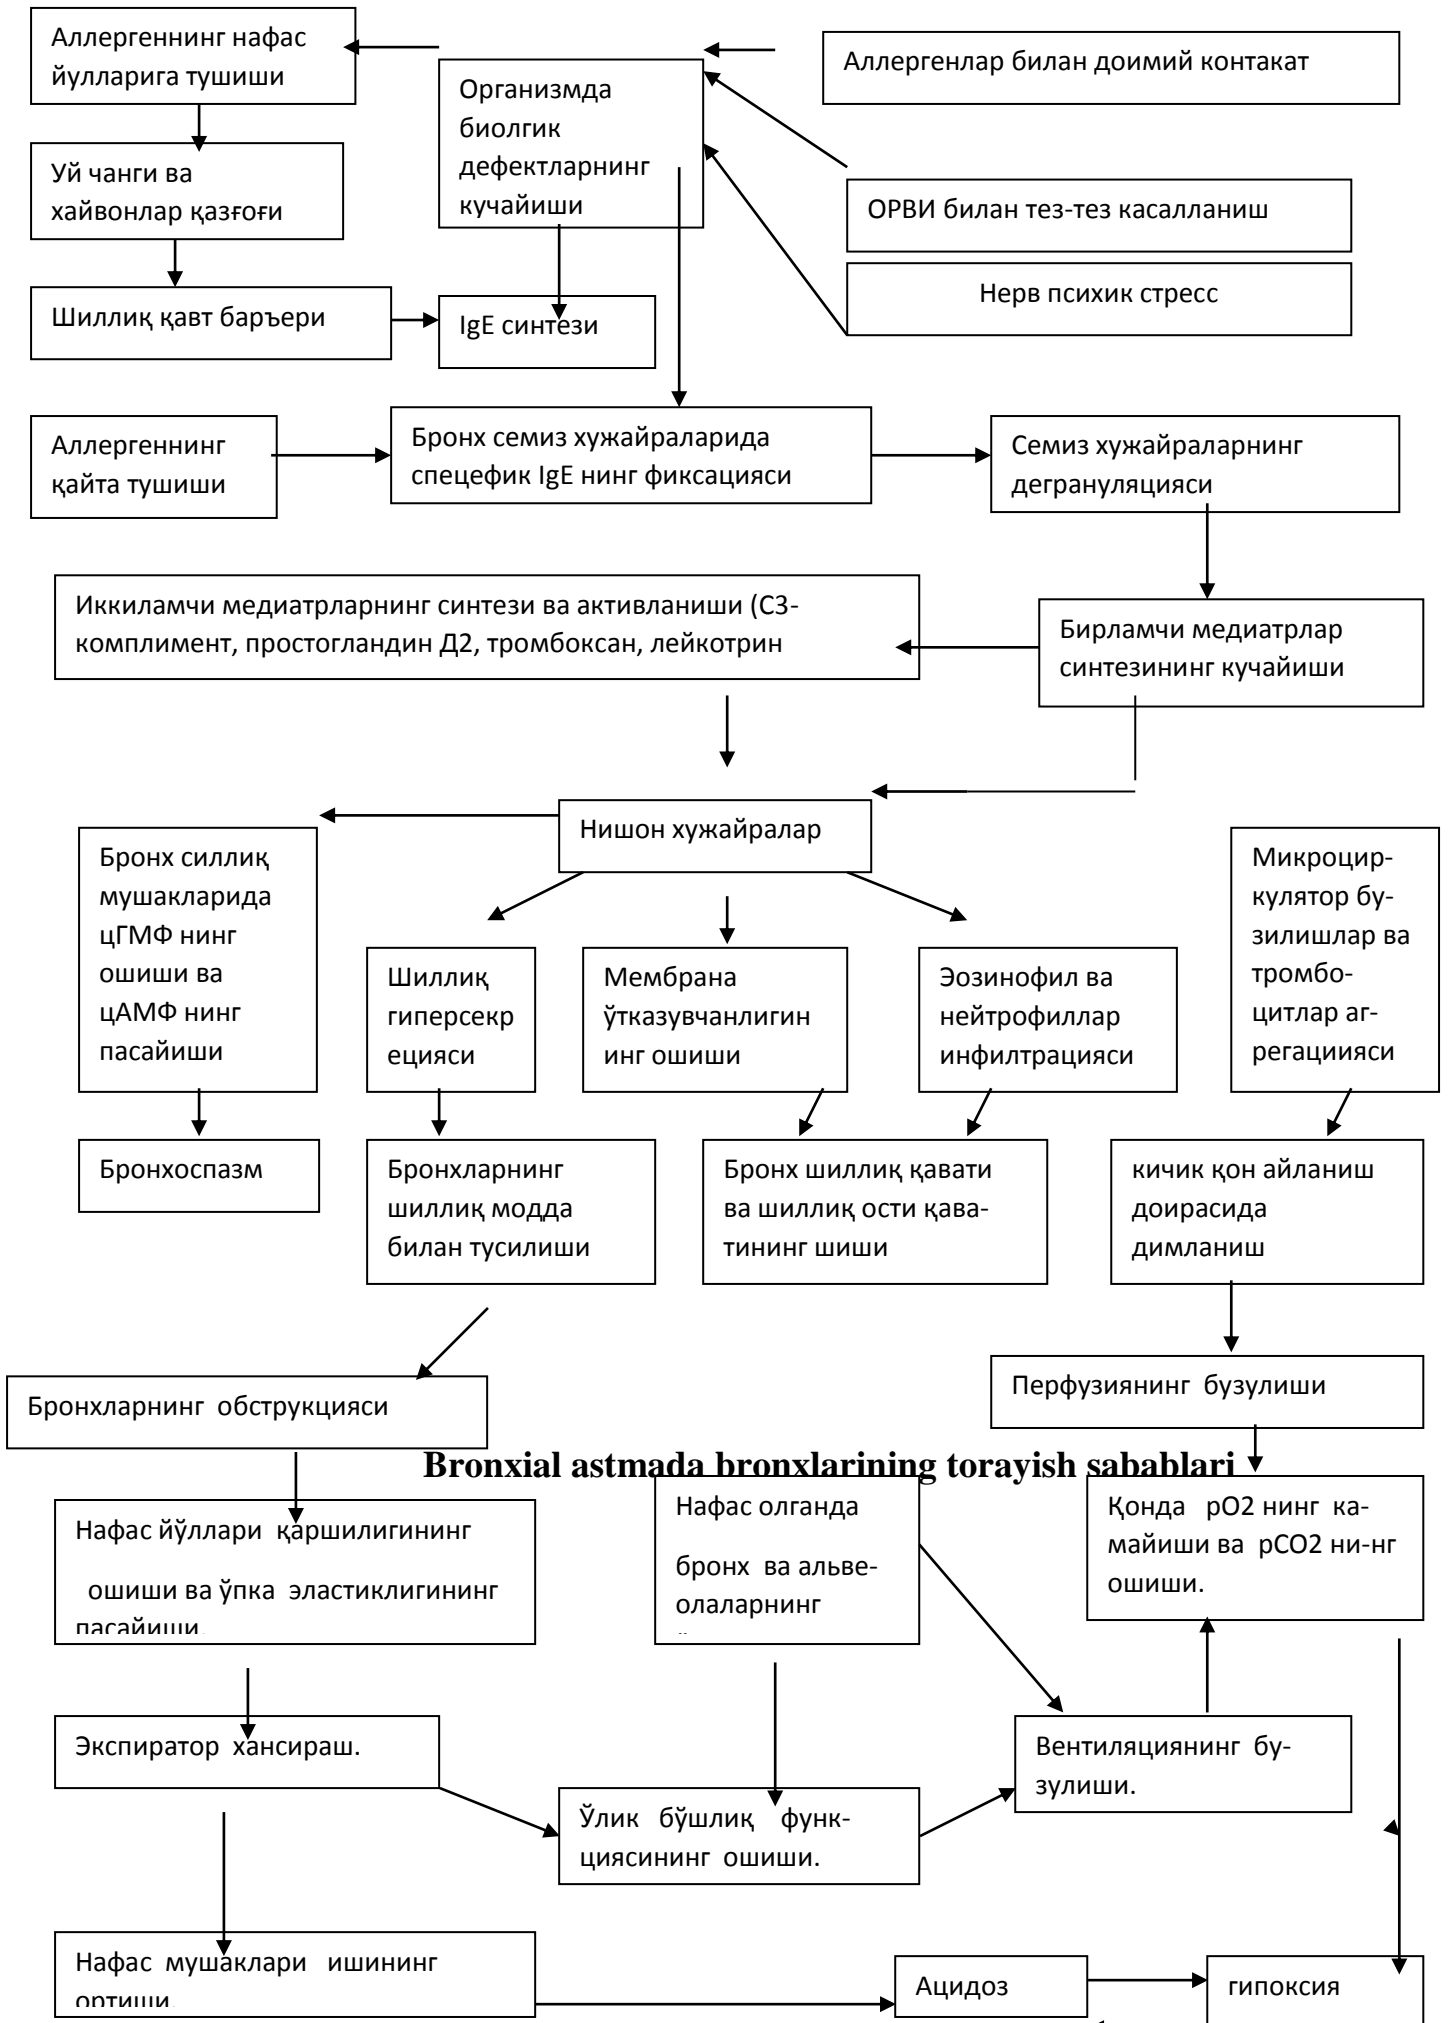 Аллергеннинг нафас
йулларига тушиши
Аллергенлар билан доимий контакат
Организмда
биолгик
дефектларнинг
кучайиши
Уй чанги ва
хайвонлар қазғоғи
ОРВИ билан тез-тез касалланиш
Нерв психик стресс
Шиллиқ қавт баръери
IgE синтези
Аллергеннинг
қайта тушиши
Бронх семиз хужайраларида
спецефик IgE нинг фиксацияси
Семиз хужайраларнинг
дегрануляцияси
Иккиламчи медиатрларнинг синтези ва активланиши (С3-
комплимент, простогландин Д2, тромбоксан, лейкотрин
Бирламчи медиатрлар
синтезининг кучайиши
Нишон хужайралар
Бронх силлиқ
мушакларида
цГМФ нинг
ошиши ва
цАМФ нинг
пасайиши
Микроцир-
кулятор бу-
зилишлар ва
тромбо-
цитлар аг-
регациияси
Шиллиқ
гиперсекр
ецияси
Мембрана
ўтказувчанлигин
инг ошиши
Эозинофил ва
нейтрофиллар
инфилтрацияси
Бронхоспазм
Бронхларнинг
шиллиқ модда
билан тусилиши
Бронх шиллиқ қавати
ва шиллиқ ости қава-
тининг шиши
кичик қон айланиш
доирасида
димланиш
Бронхларнинг обструкцияси
Перфузиянинг бузулиши
Bronxial astmada bronxlarining torayish sabablari
Нафас йўллари қаршилигининг
ошиши ва ўпка эластиклигининг
пасайиши.
Нафас олганда
бронх ва альве-
олаларнинг
Қонда рО2 нинг ка-
майиши ва рСО2 ни-нг
ошиши.
Экспиратор хансираш.
Вентиляциянинг бу-
зулиши.
Ўлик бўшлиқ функ-
циясининг ошиши.
Нафас мушаклари ишининг
ортиши.
Ацидоз
гипоксия